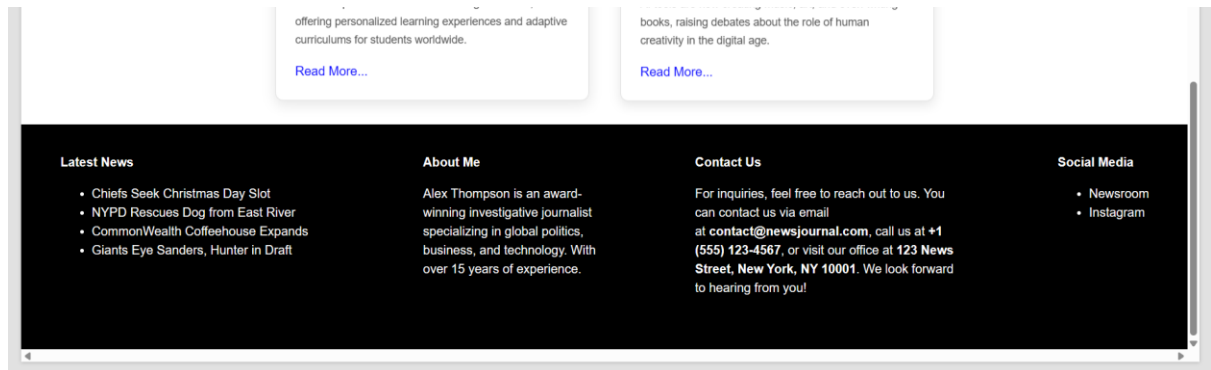 offering personalized learning experiences and adaptive
curriculums for students worldwide.
Read More...
books, raising debates about the role of human
creativity in the digital age.
Read More...
Latest News
• Chiefs Seek Christmas Day Slot
• NYPD Rescues Dog from East River
• CommonWealth Coffeehouse Expands
• Giants Eye Sanders, Hunter in Draft
About Me
Alex Thompson is an award-
winning investigative journalist
specializing in global politics,
business, and technology. With
over 15 years of experience.
Contact Us
For inquiries, feel free to reach out to us. You
can contact us via email
at contact@newsjournal.com, call us at +1
(555) 123-4567, or visit our office at 123 News
Street, New York, NY 10001. We look forward
to hearing from you!
Social Media
• Newsroom
• Instagram